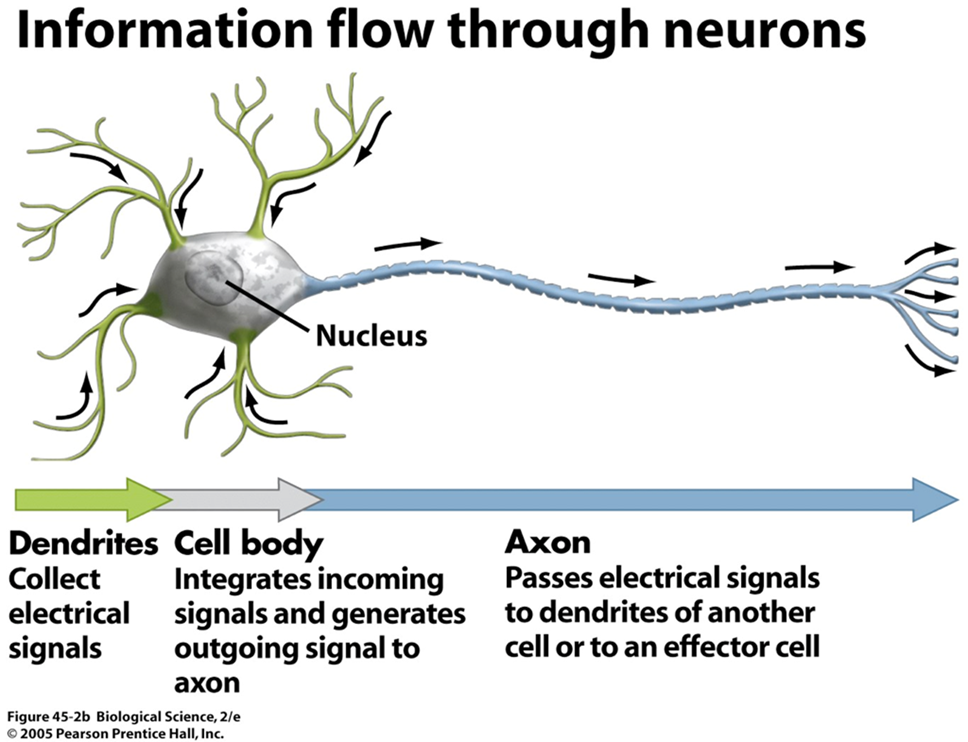 Information flow through neurons
Nucleus
Dendrites
Collect
electrical
signals
Cell body
Integrates incoming
signals and generates
outgoing signal to
axon
Axon
Passes electrical signals
to dendrites of another
cell or to an effector cell
Figure 45-2b Biological Science, 2/e
© 2005 Pearson Prentice Hall, Inc.